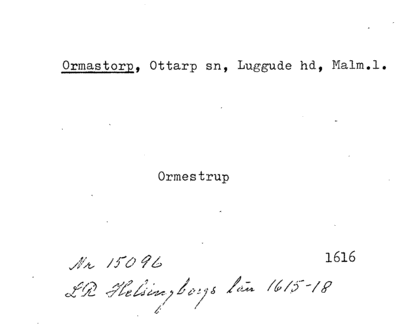 Ormastorp, Ottarp sn, Luggude hd, Malm.l.
Ormestrup
1616
Nr 15096
LR Helsingborgs län 1615-18